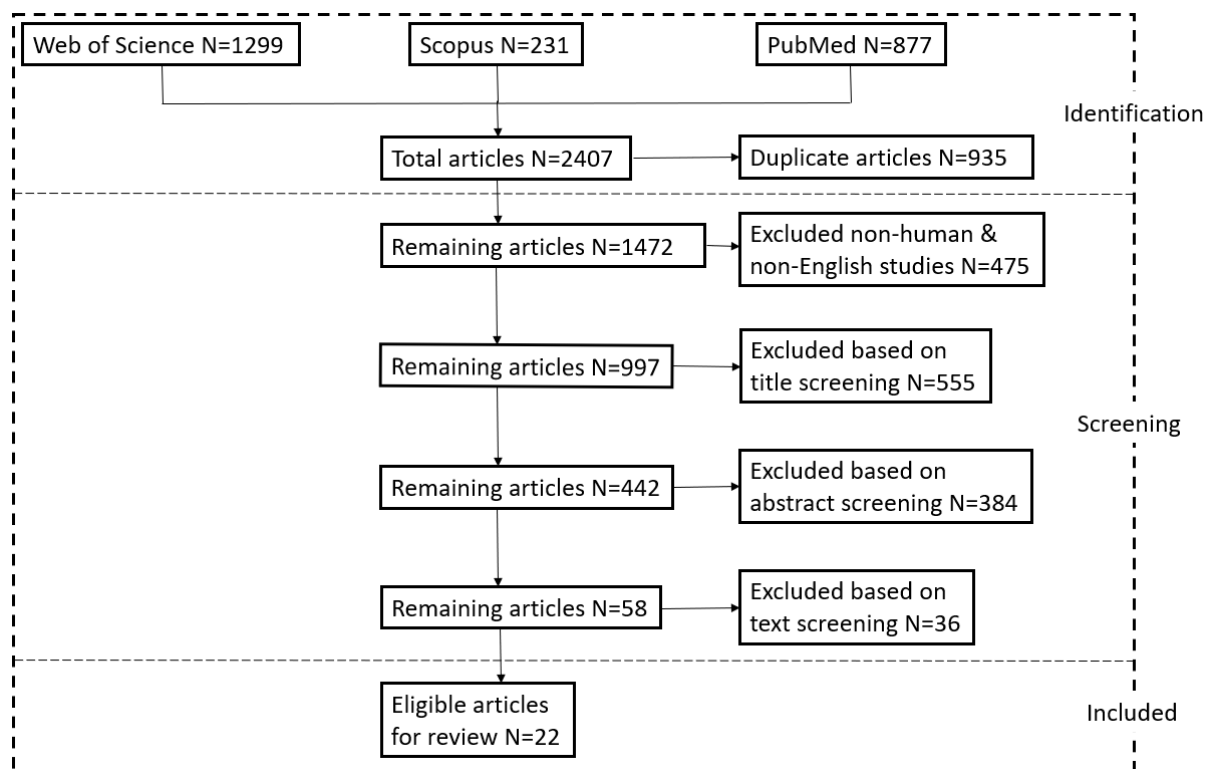 Web of Science N=1299
Scopus N=231
PubMed N=877
Identification
Total articles N=2407
Duplicate articles N=935
Remaining articles N=1472
Excluded non-human &
non-English studies N=475
Remaining articles N=997
Excluded based on
title screening N=555
Screening
Remaining articles N=442
Excluded based on
abstract screening N=384
Remaining articles N=58
Excluded based on
text screening N=36
Eligible articles
for review N=22
Included